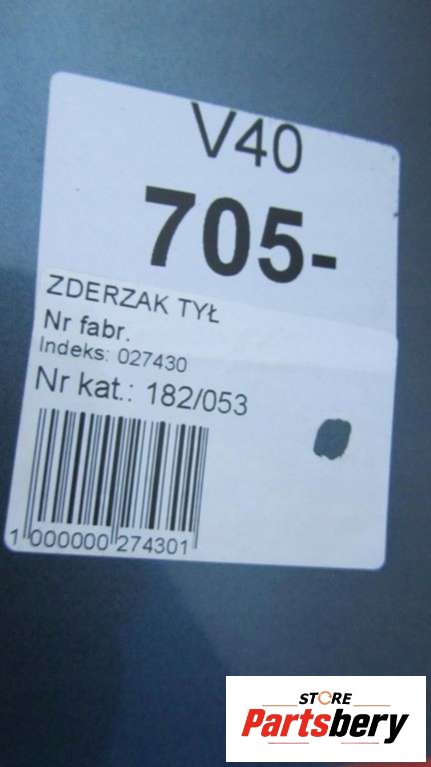 V40
705-
ZDERZAK TYŁ
Nr fabr.
Indeks: 027430
Nr kat.: 182/053
1 000000 274301
STORE
Partsbery